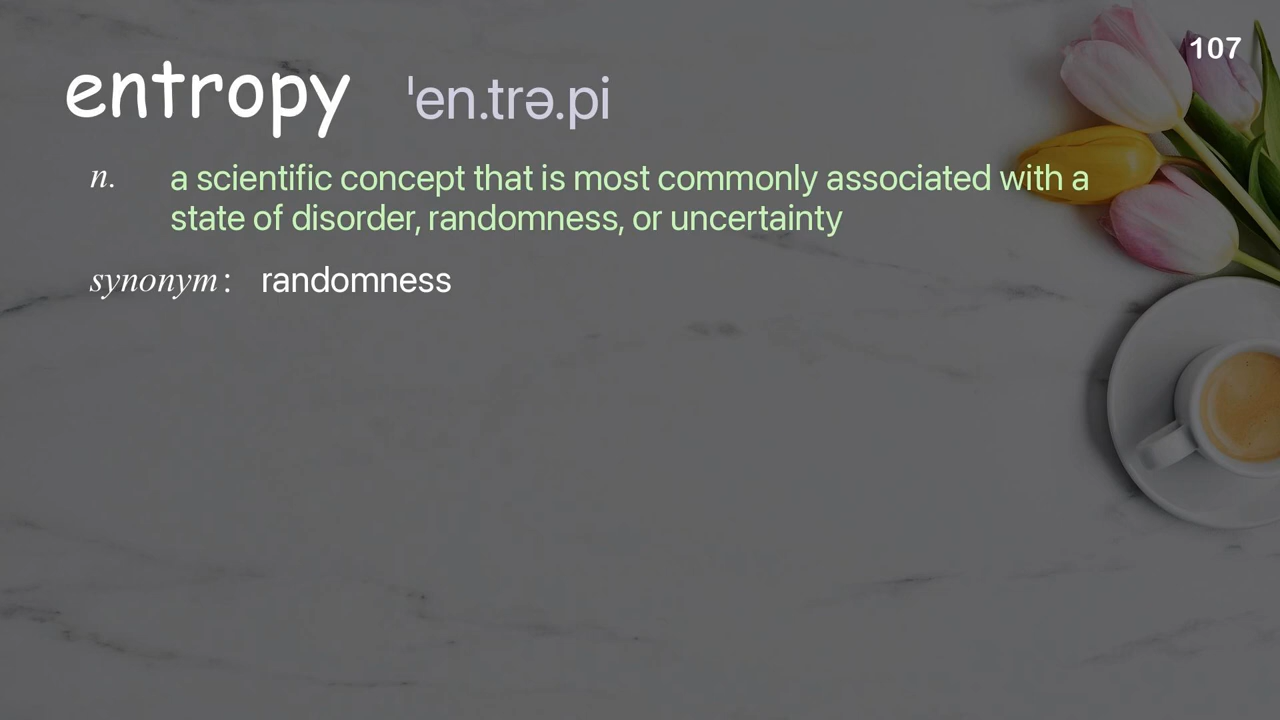 107
entropy ˈen.trə.pi
n. a scientific concept that is most commonly associated with a
state of disorder, randomness, or uncertainty
synonym : randomness